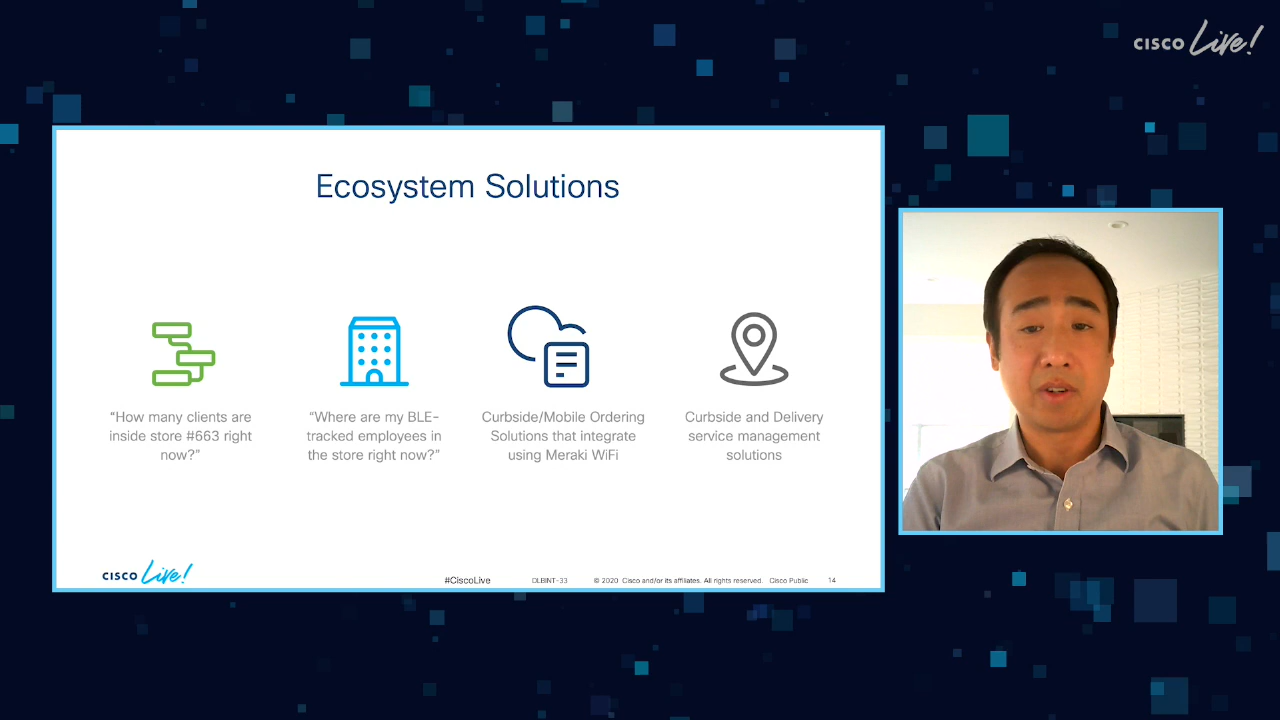 CISCO Live!
Ecosystem Solutions
“How many clients are
inside store #663 right
now?”
“Where are my BLE-
tracked employees in
the store right now?”
Curbside/Mobile Ordering
Solutions that integrate
using Meraki WiFi
Curbside and Delivery
service management
solutions
CISCO Live!
#CiscoLive
DLBINT-33
© 2020 Cisco and/or its affiliates. All rights reserved. Cisco Public
14